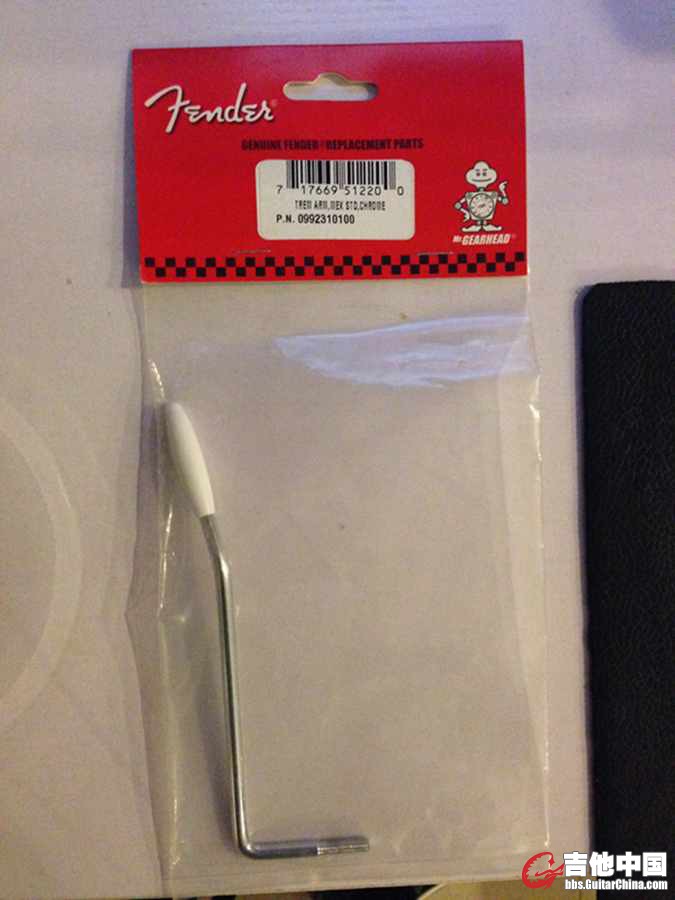 Fender®
GENUINE FENDER® REPLACEMENT PARTS
7 17669 51220 0
TREM ARM,MEX STD,CHROME
P.N. 0992310100
Mr. GEARHEAD®
吉他中国
bbs.GuitarChina.com